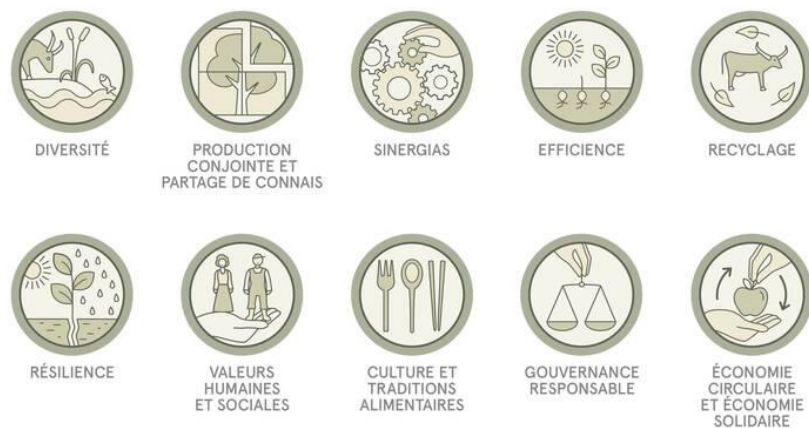 DIVERSITÉ
PRODUCTION
CONJOINTE ET
PARTAGE DE CONNAIS
SINERGIAS
EFFICIENCE
RECYCLAGE
RÉSILIENCE
VALEURS
HUMAINES
ET SOCIALES
CULTURE ET
TRADITIONS
ALIMENTAIRES
GOUVERNANCE
RESPONSABLE
ÉCONOMIE
CIRCULAIRE
ET ÉCONOMIE
SOLIDAIRE